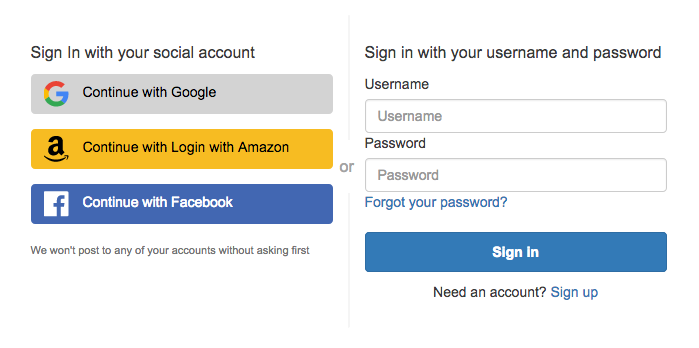 Sign In with your social account
Continue with Google
Continue with Login with Amazon
Continue with Facebook
We won't post to any of your accounts without asking first
or
Sign in with your username and password
Username
Username
Password
Password
Forgot your password?
Sign In
Need an account? Sign up